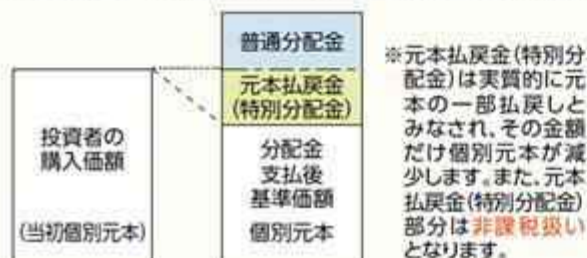 普通分配金
元本払戻金
(特別分配金)
分配金
支払後
基準価額
個別元本
投資者の
購入価額
(当初個別元本)
※元本払戻金(特別分
配金)は実質的に元
本の一部払戻しと
みなされ、その金額
だけ個別元本が減
少します。また、元本
払戻金(特別分配金)
部分は非課税扱い
となります。